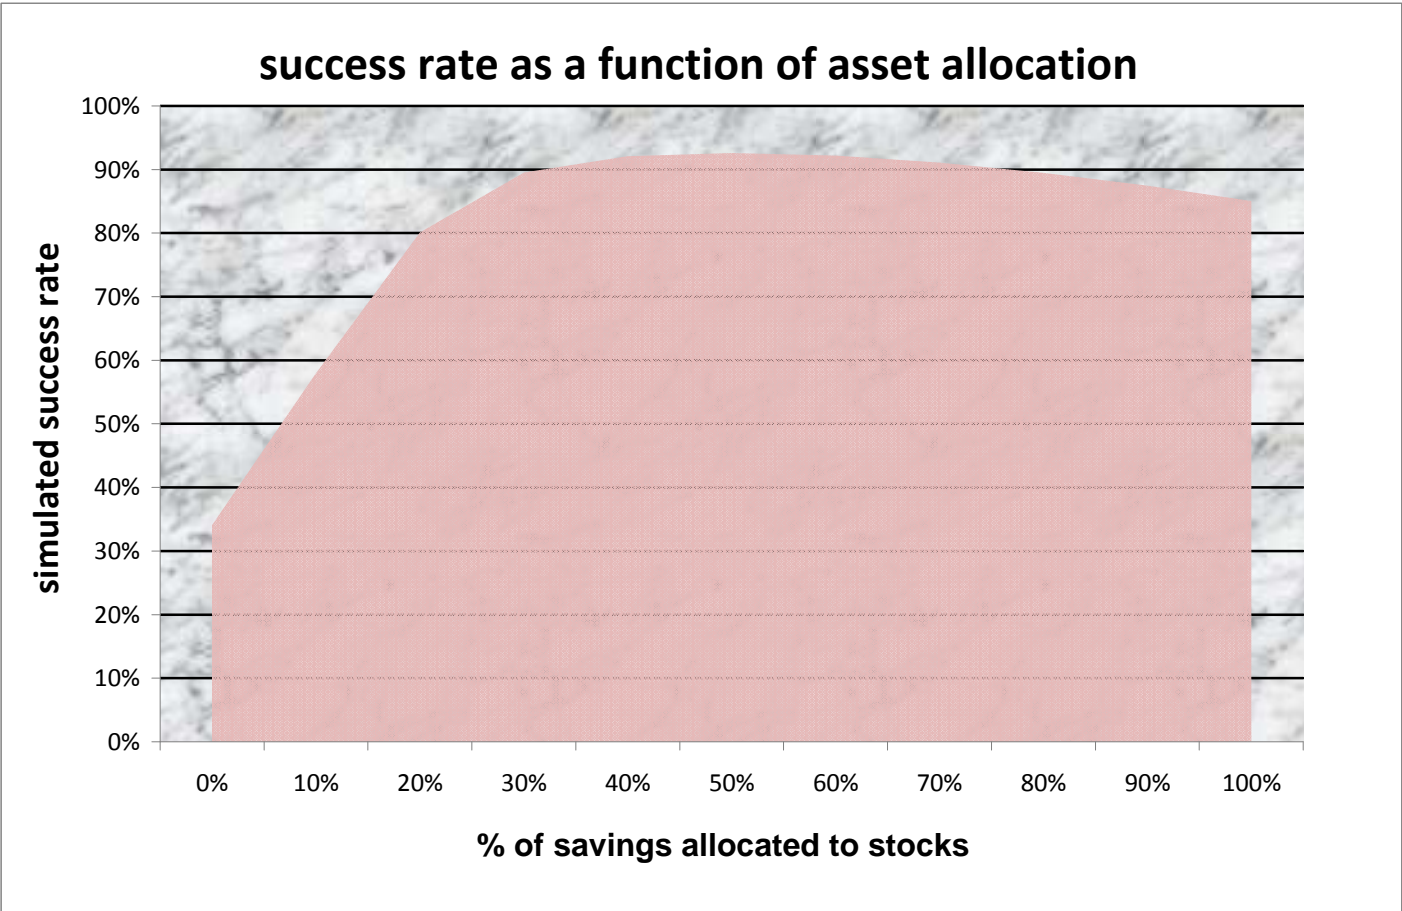 success rate as a function of asset allocation
100%
90%
80%
70%
60%
50%
40%
30%
20%
10%
0%
simulated success rate
0% 10% 20% 30% 40% 50% 60% 70% 80% 90% 100%
% of savings allocated to stocks